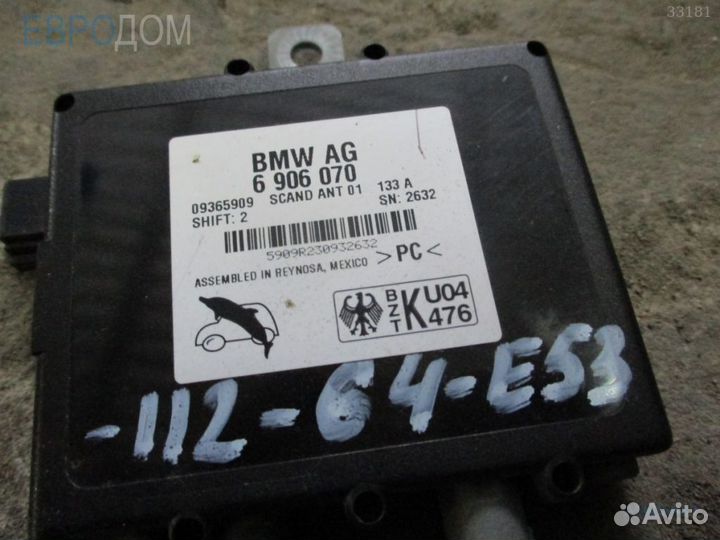 33181
ЕВРОДОМ
BMW AG
6 906 070
09365909 SCAND ANT 01 133 A
SHIFT: 2 SN: 2632
5909R230932632
ASSEMBLED IN REYNOSA, MEXICO >PC<
BZT K U04 476
-112-64-E53
Avito